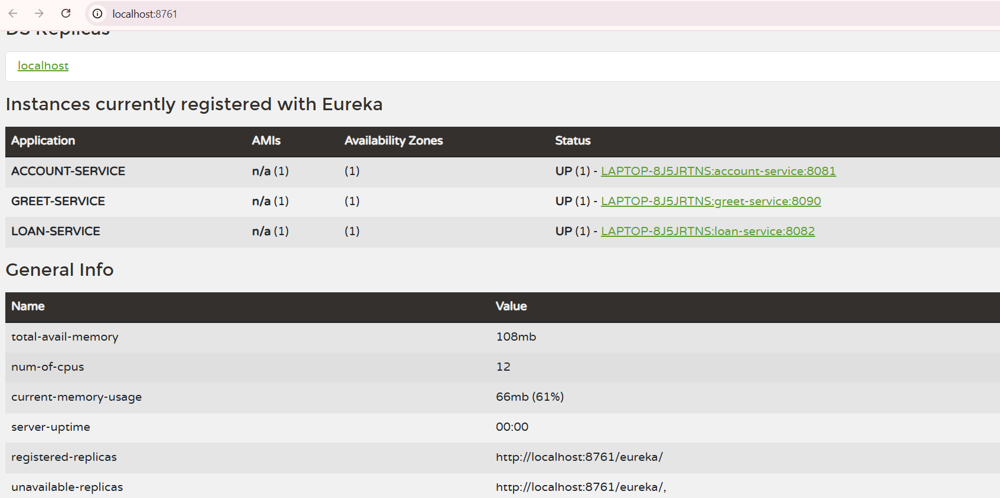 localhost:8761
DS Replicas
localhost
Instances currently registered with Eureka
Application AMIs Availability Zones Status
ACCOUNT-SERVICE n/a (1) (1) UP (1) - LAPTOP-8J5JRTNS:account-service:8081
GREET-SERVICE n/a (1) (1) UP (1) - LAPTOP-8J5JRTNS:greet-service:8090
LOAN-SERVICE n/a (1) (1) UP (1) - LAPTOP-8J5JRTNS:loan-service:8082
General Info
Name Value
total-avail-memory 108mb
num-of-cpus 12
current-memory-usage 66mb (61%)
server-uptime 00:00
registered-replicas http://localhost:8761/eureka/
unavailable-replicas http://localhost:8761/eureka/,